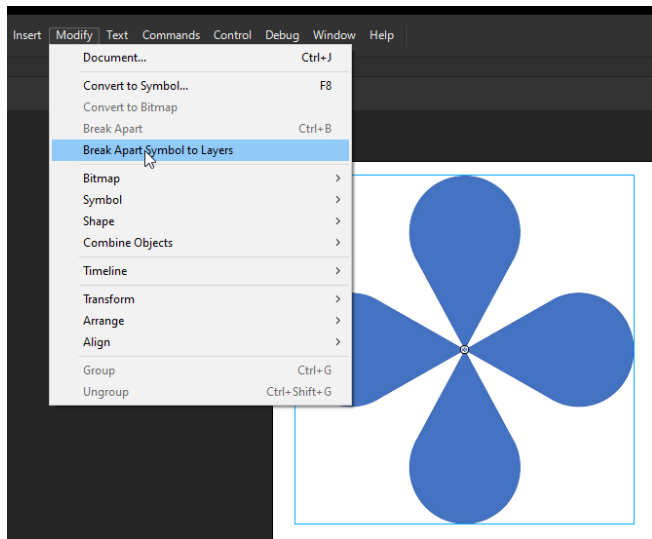 Insert Modify Text Commands Control Debug Window Help
Document... Ctrl+J
Convert to Symbol... F8
Convert to Bitmap
Break Apart Ctrl+B
Break Apart Symbol to Layers
Bitmap
Symbol
Shape
Combine Objects
Timeline
Transform
Arrange
Align
Group Ctrl+G
Ungroup Ctrl+Shift+G